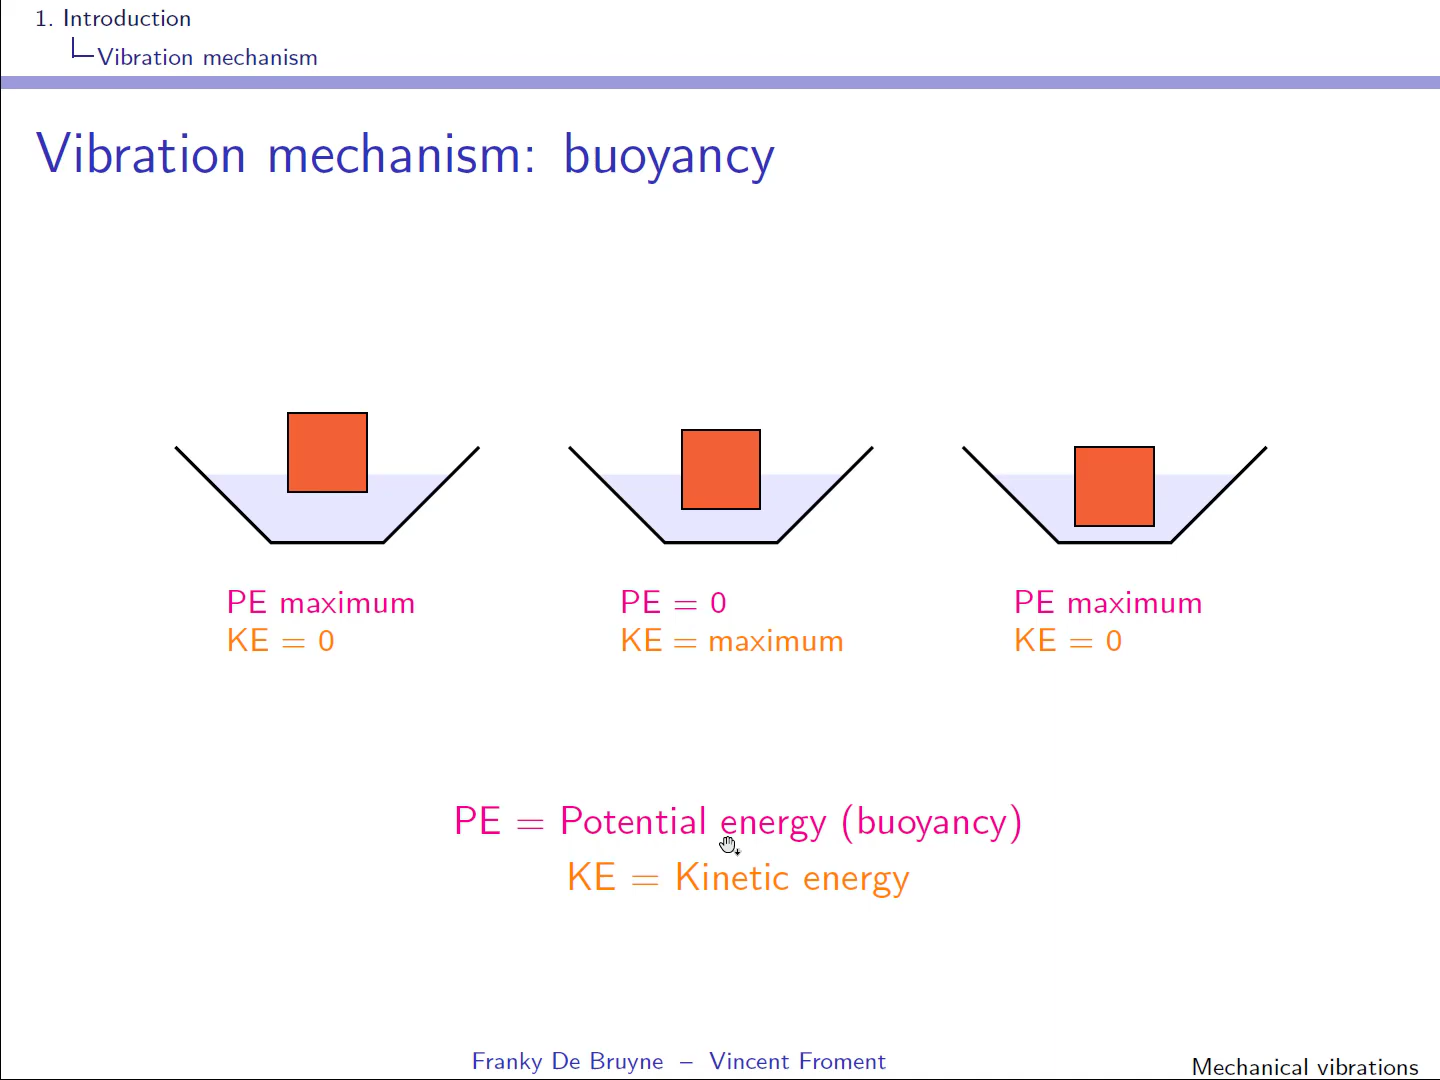 1. Introduction
Vibration mechanism
Vibration mechanism: buoyancy
PE maximum
KE = 0
PE = 0
KE = maximum
PE maximum
KE = 0
PE = Potential energy (buoyancy)
KE = Kinetic energy
Franky De Bruyne – Vincent Froment
Mechanical vibrations